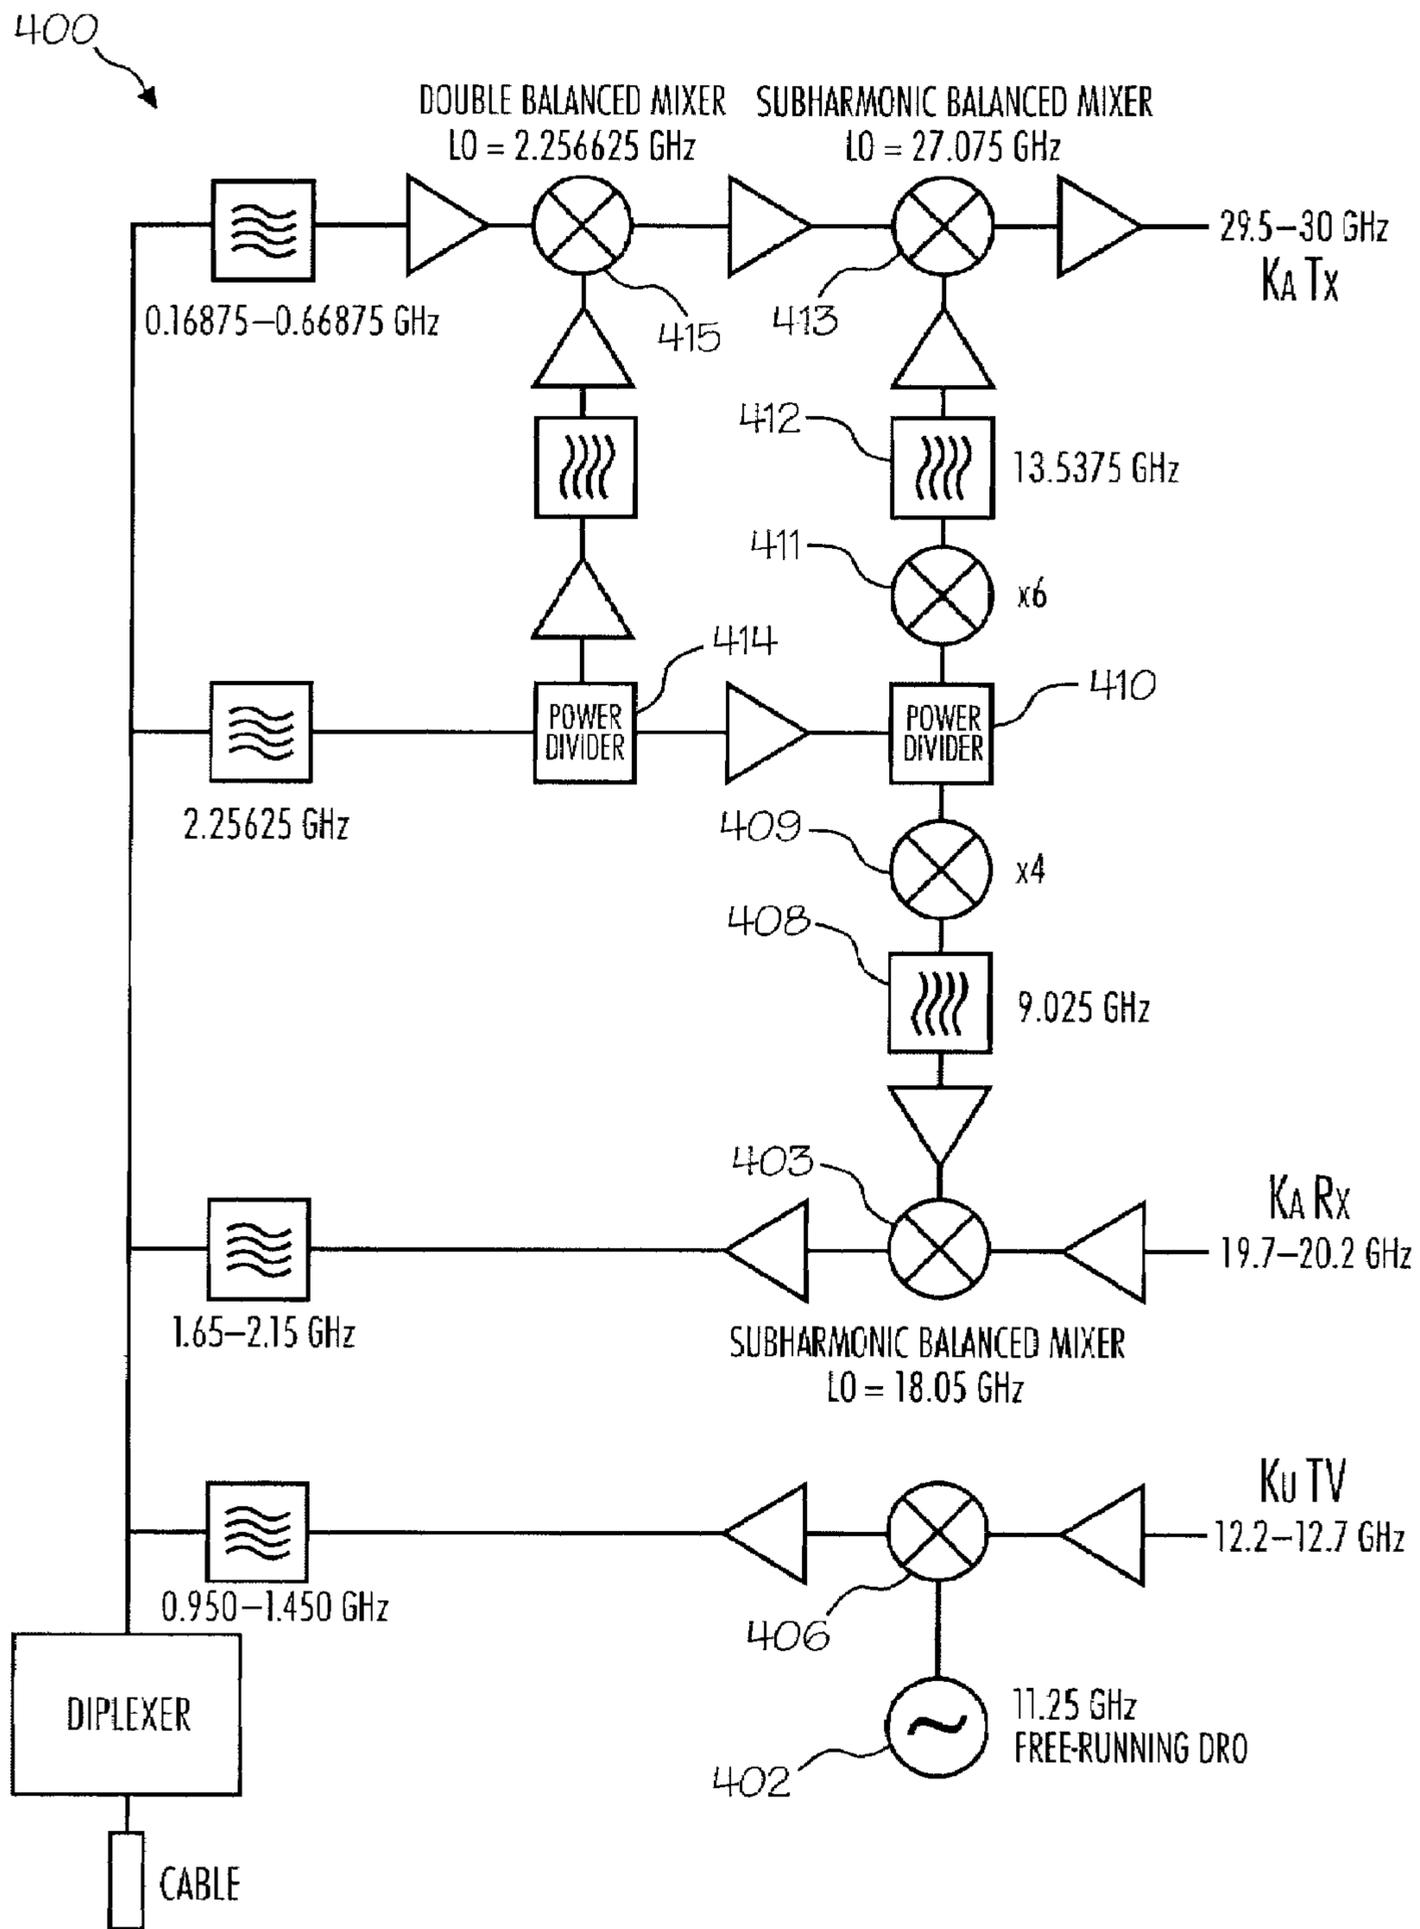 400
DOUBLE BALANCED MIXER
LO = 2.256625 GHz
SUBHARMONIC BALANCED MIXER
LO = 27.075 GHz
29.5–30 GHz
KA TX
0.16875–0.66875 GHz
415
413
412
13.5375 GHz
411
x6
414
410
POWER
DIVIDER
POWER
DIVIDER
2.25625 GHz
409
x4
408
9.025 GHz
403
KA RX
19.7–20.2 GHz
1.65–2.15 GHz
SUBHARMONIC BALANCED MIXER
LO = 18.05 GHz
KU TV
12.2–12.7 GHz
0.950–1.450 GHz
406
DIPLEXER
11.25 GHz
FREE-RUNNING DRO
402
CABLE